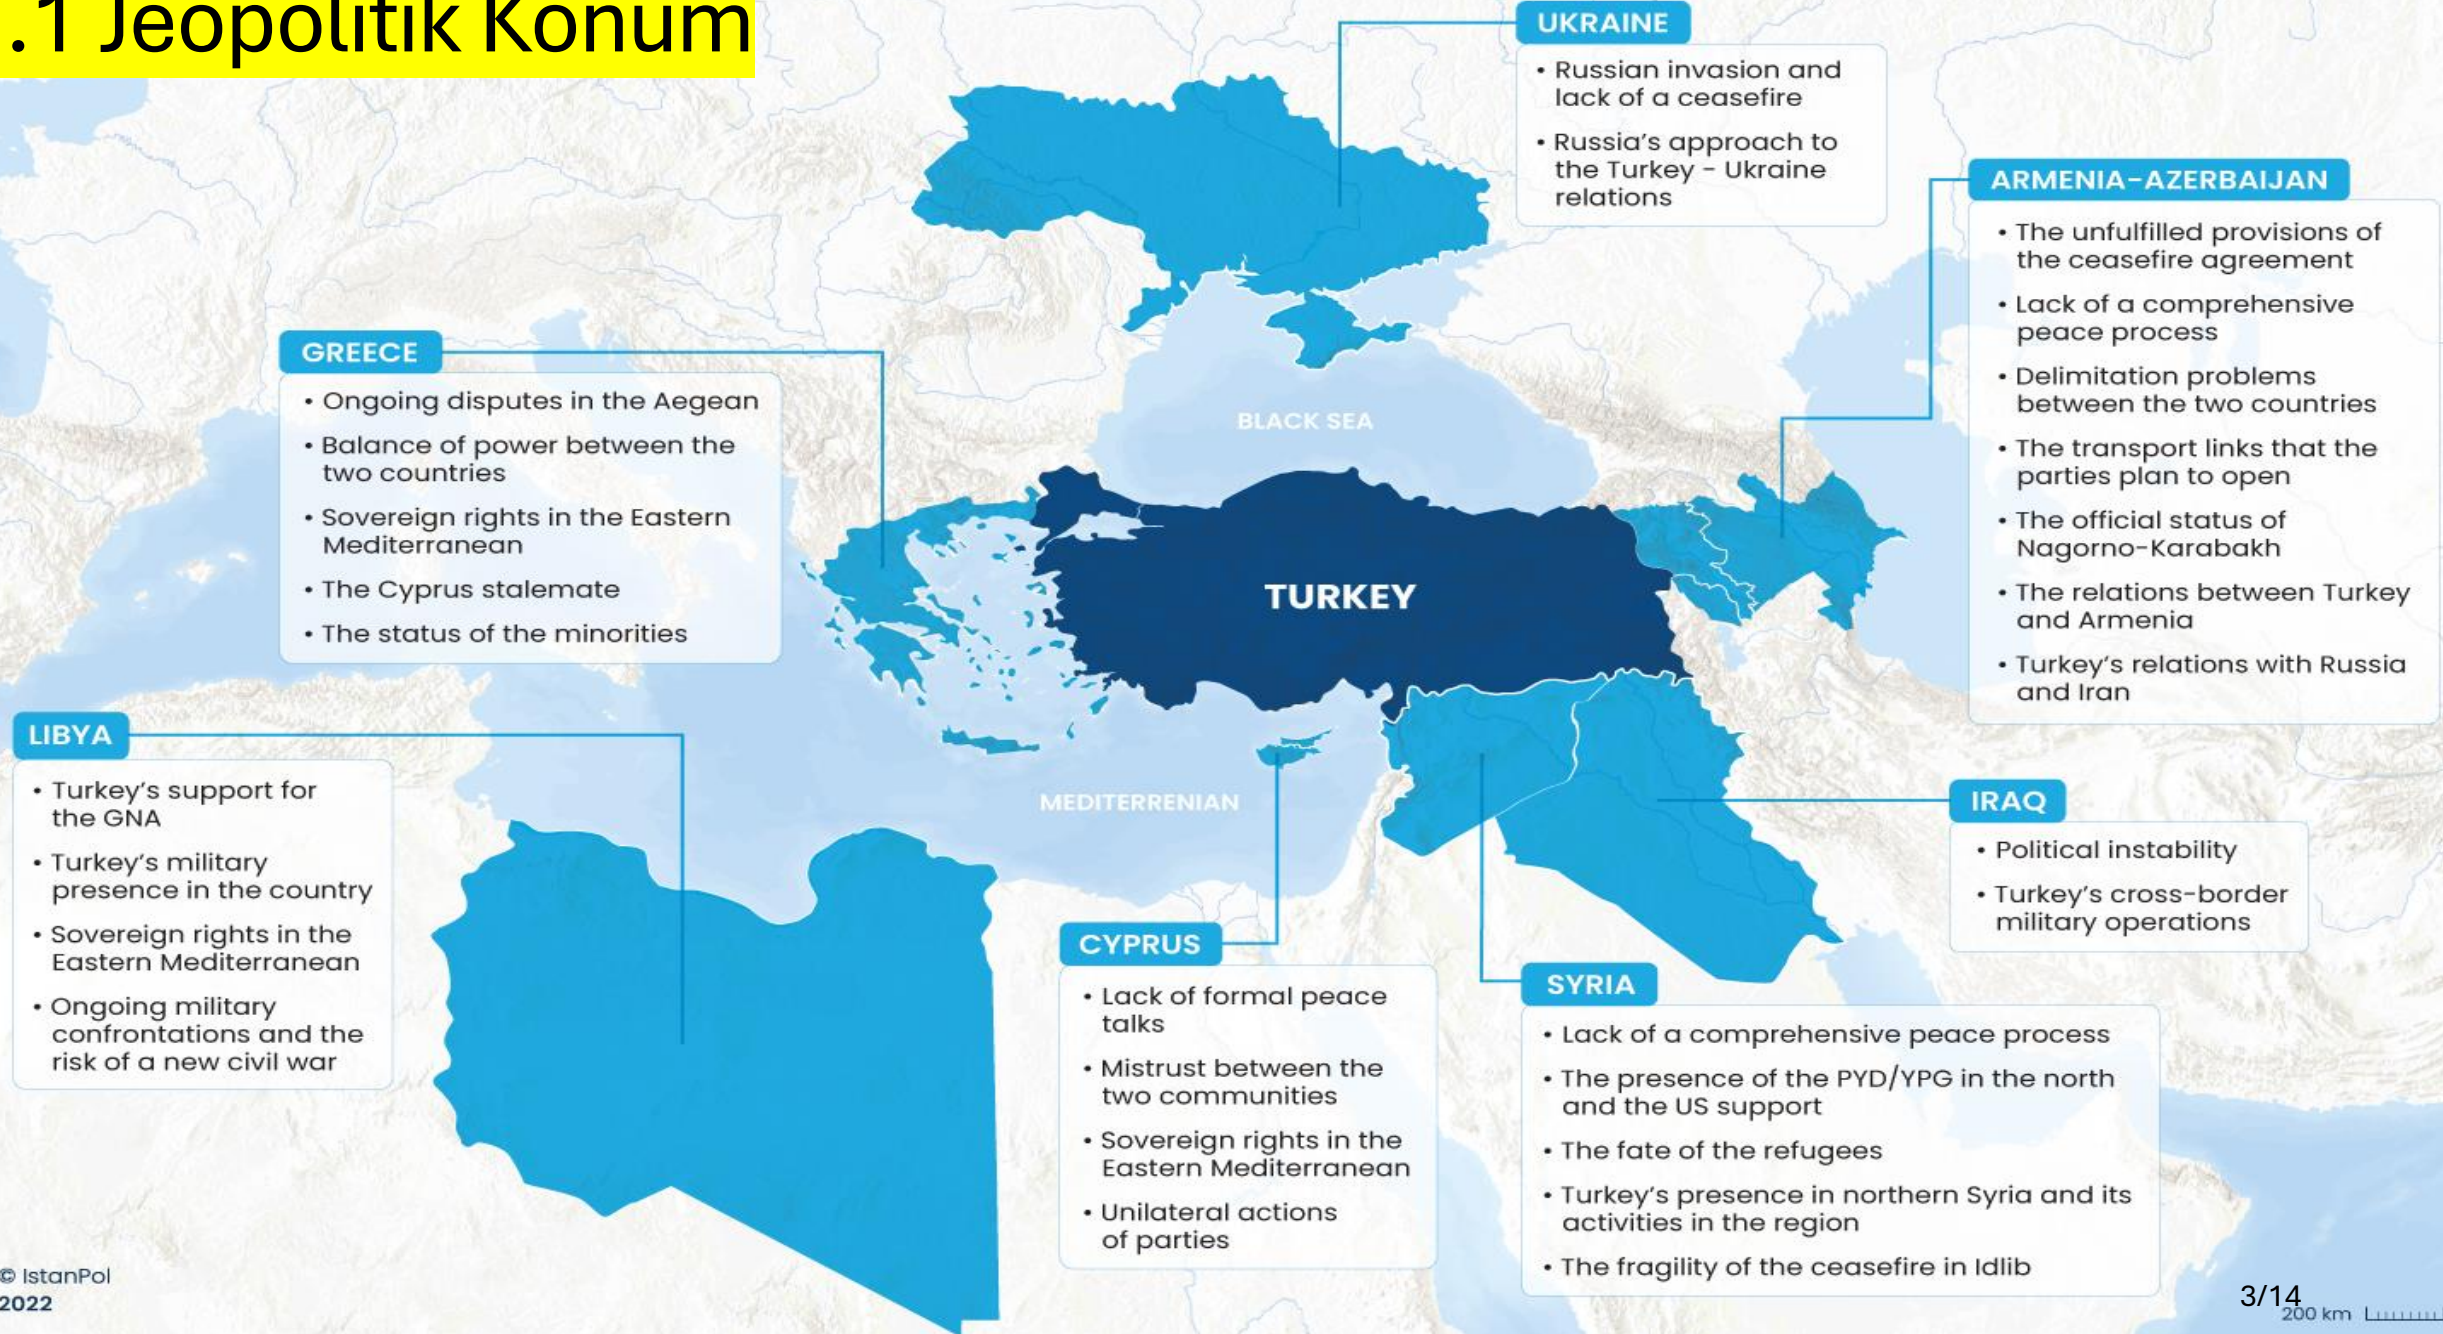 .1 Jeopolitik Konum
UKRAINE
• Russian invasion and
lack of a ceasefire
• Russia's approach to
the Turkey - Ukraine
relations
ARMENIA-AZERBAIJAN
• The unfulfilled provisions of
the ceasefire agreement
• Lack of a comprehensive
peace process
• Delimitation problems
between the two countries
• The transport links that the
parties plan to open
• The official status of
Nagorno-Karabakh
• The relations between Turkey
and Armenia
• Turkey's relations with Russia
and Iran
GREECE
• Ongoing disputes in the Aegean
• Balance of power between the
two countries
• Sovereign rights in the Eastern
Mediterranean
• The Cyprus stalemate
• The status of the minorities
BLACK SEA
TURKEY
MEDITERRENIAN
LIBYA
• Turkey's support for
the GNA
• Turkey's military
presence in the country
• Sovereign rights in the
Eastern Mediterranean
• Ongoing military
confrontations and the
risk of a new civil war
IRAQ
• Political instability
• Turkey's cross-border
military operations
CYPRUS
• Lack of formal peace
talks
• Mistrust between the
two communities
• Sovereign rights in the
Eastern Mediterranean
• Unilateral actions
of parties
SYRIA
• Lack of a comprehensive peace process
• The presence of the PYD/YPG in the north
and the US support
• The fate of the refugees
• Turkey's presence in northern Syria and its
activities in the region
• The fragility of the ceasefire in Idlib
© IstanPol
2022
3/14
200 km